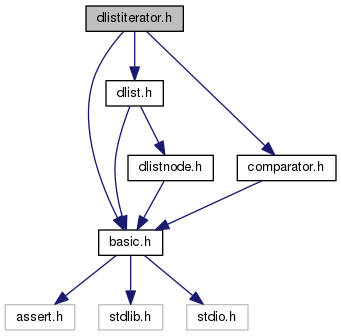 dlistiterator.h
dlist.h
dlistnode.h
comparator.h
basic.h
assert.h
stdlib.h
stdio.h